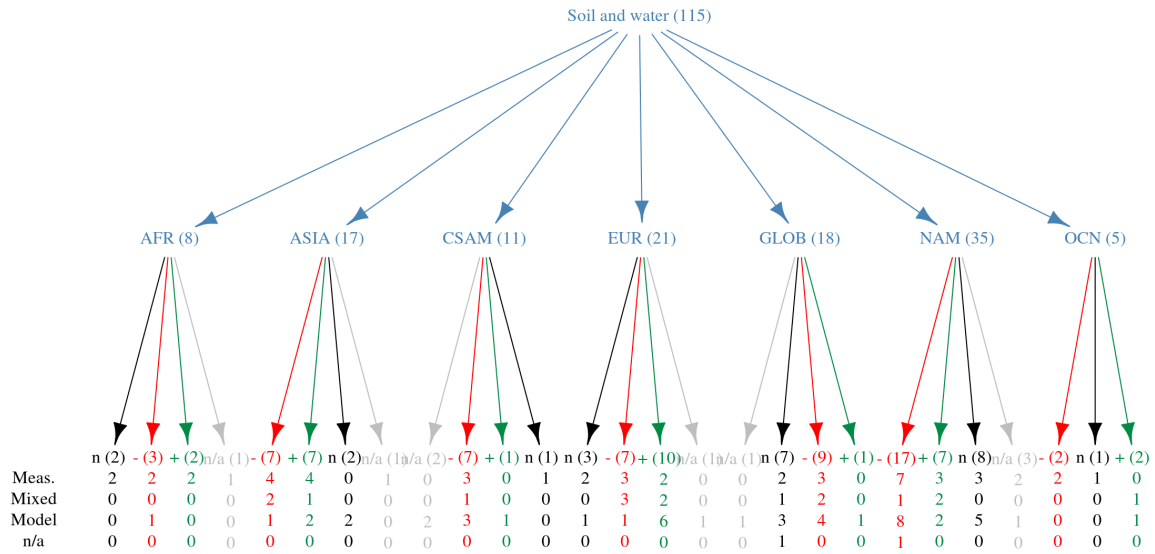 Soil and water (115)
AFR (8) ASIA (17) CSAM (11) EUR (21) GLOB (18) NAM (35) OCN (5)
n (2) - (3) + (2) n/a (1) - (7) + (7) n (2) n/a (1) n/a (2) - (7) + (1) n (1) n (3) - (7) + (10) n/a (1) n/a (1) n (7) - (9) + (1) - (17) + (7) n (8) n/a (3) - (2) n (1) + (2)
Meas. 2 2 2 1 4 4 0 1 0 3 0 1 2 3 2 0 0 2 3 0 7 3 3 2 2 1 0
Mixed 0 0 0 0 2 1 0 0 0 1 0 0 0 3 2 0 0 1 2 0 1 2 0 0 0 0 1
Model 0 1 0 0 1 2 2 0 2 3 1 0 1 1 6 1 1 3 4 1 8 2 5 1 0 0 1
n/a 0 0 0 0 0 0 0 0 0 0 0 0 0 0 0 0 0 1 0 0 1 0 0 0 0 0 0